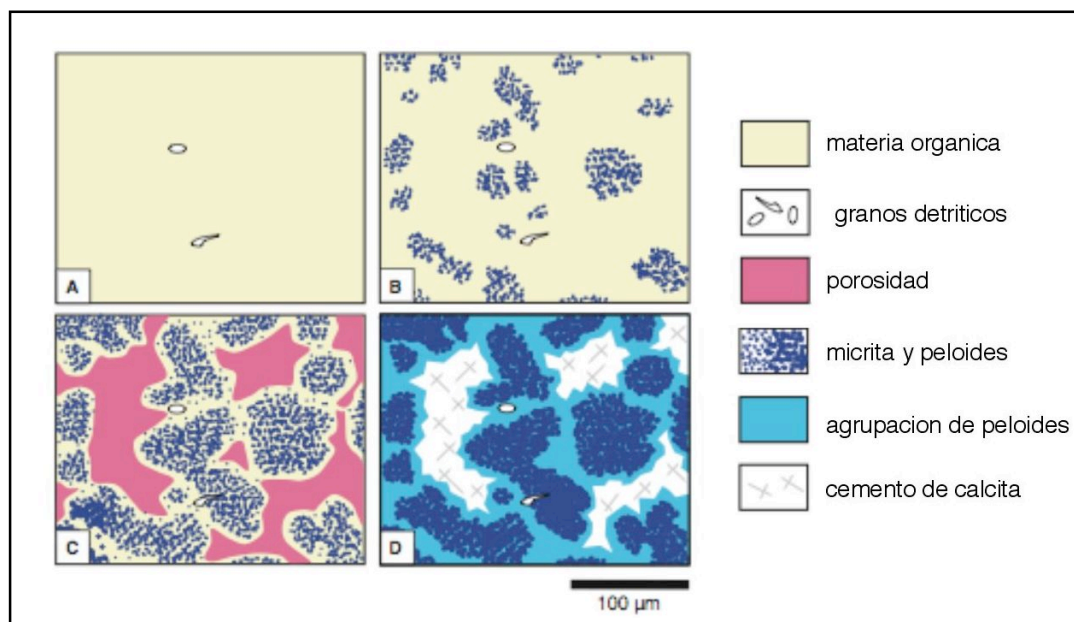 A
B
C
D
materia organica
granos detriticos
porosidad
micrita y peloides
agrupacion de peloides
cemento de calcita
100 µm